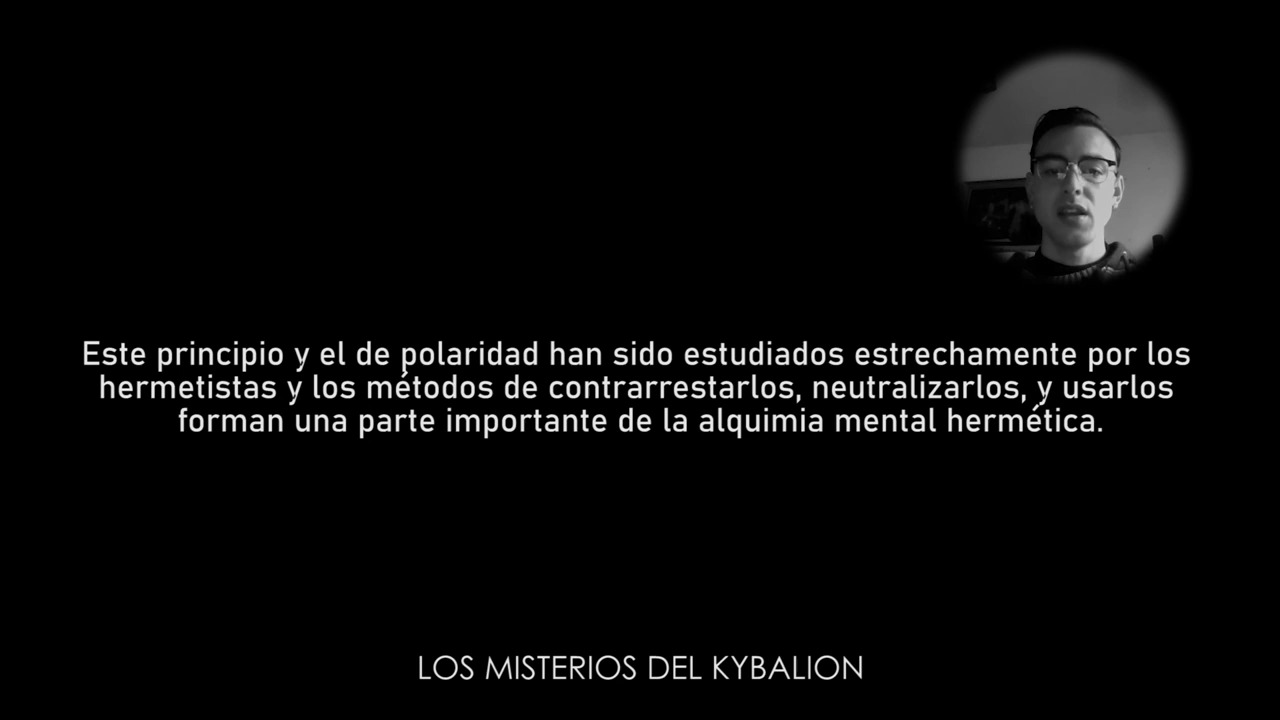 Este principio y el de polaridad han sido estudiados estrechamente por los
hermetistas y los métodos de contrarrestarlos, neutralizarlos, y usarlos
forman una parte importante de la alquimia mental hermética.
LOS MISTERIOS DEL KYBALION